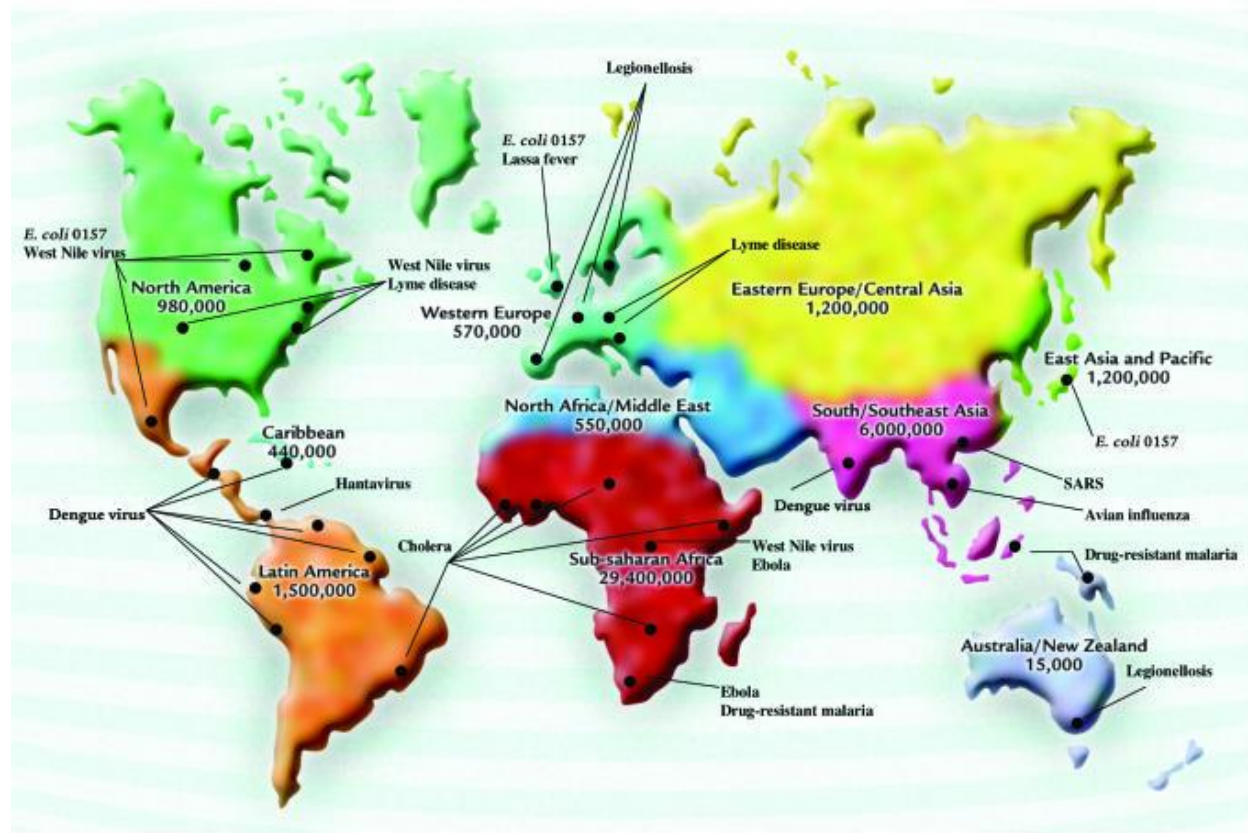 Legionellosis
E. coli 0157
Lassa fever
E. coli 0157
West Nile virus
Lyme disease
West Nile virus
Lyme disease
North America
980,000
Eastern Europe/Central Asia
1,200,000
Western Europe
570,000
East Asia and Pacific
1,200,000
North Africa/Middle East
550,000
South/Southeast Asia
6,000,000
Caribbean
440,000
E. coli 0157
Hantavirus
SARS
Dengue virus
Dengue virus
Avian influenza
Cholera
West Nile virus
Ebola
Drug-resistant malaria
Sub-saharan Africa
29,400,000
Latin America
1,500,000
Australia/New Zealand
15,000
Legionellosis
Ebola
Drug-resistant malaria